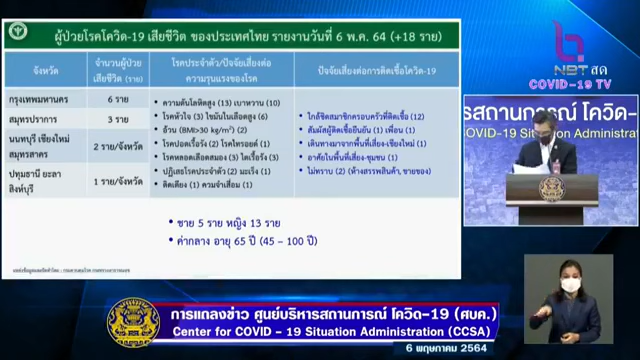 ผู้ป่วยโรคโควิด-19 เสียชีวิต ของประเทศไทย รายงานวันที่ 6 พ.ค. 64 (+18 ราย)
จังหวัด
จำนวนผู้ป่วย
เสียชีวิต (ราย)
โรคประจำตัว/ปัจจัยเสี่ยงต่อ
ความรุนแรงของโรค
ปัจจัยเสี่ยงต่อการติดเชื้อโควิด-19
กรุงเทพมหานคร
6 ราย
สมุทรปราการ
3 ราย
นนทบุรี เชียงใหม่
สมุทรสาคร
2 ราย/จังหวัด
ปทุมธานี ยะลา
สิงห์บุรี
1 ราย/จังหวัด
• ความดันโลหิตสูง (13) เบาหวาน (10)
• โรคหัวใจ (3) ไขมันในเลือดสูง (6)
• อ้วน (BMI>30 kg/m²) (2)
• โรคปอดเรื้อรัง (2) โรคไทรอยด์ (1)
• โรคหลอดเลือดสมอง (3) ไตเรื้อรัง (3)
• ปฏิเสธโรคประจำตัว (2) มะเร็ง (1)
• ติดเตียง (1) ความจำเสื่อม (1)
• ใกล้ชิดสมาชิกครอบครัวที่ติดเชื้อ (12)
• สัมผัสผู้ติดเชื้อยืนยัน (1) เพื่อน (1)
• เดินทางมาจากพื้นที่เสี่ยง-เชียงใหม่ (1)
• อาศัยในพื้นที่เสี่ยง-ชุมชน (1)
• ไม่ทราบ (2) (ห้างสรรพสินค้า, ขายของ)
• ชาย 5 ราย หญิง 13 ราย
• ค่ากลาง อายุ 65 ปี (45 – 100 ปี)
NBT สด
COVID-19 TV
รสถานการณ์ โควิด-19
COVID-19 Situation Administration
การแถลงข่าว ศูนย์บริหารสถานการณ์ โควิด-19 (ศบค.)
Center for COVID - 19 Situation Administration (CCSA)
6 พฤษภาคม 2564